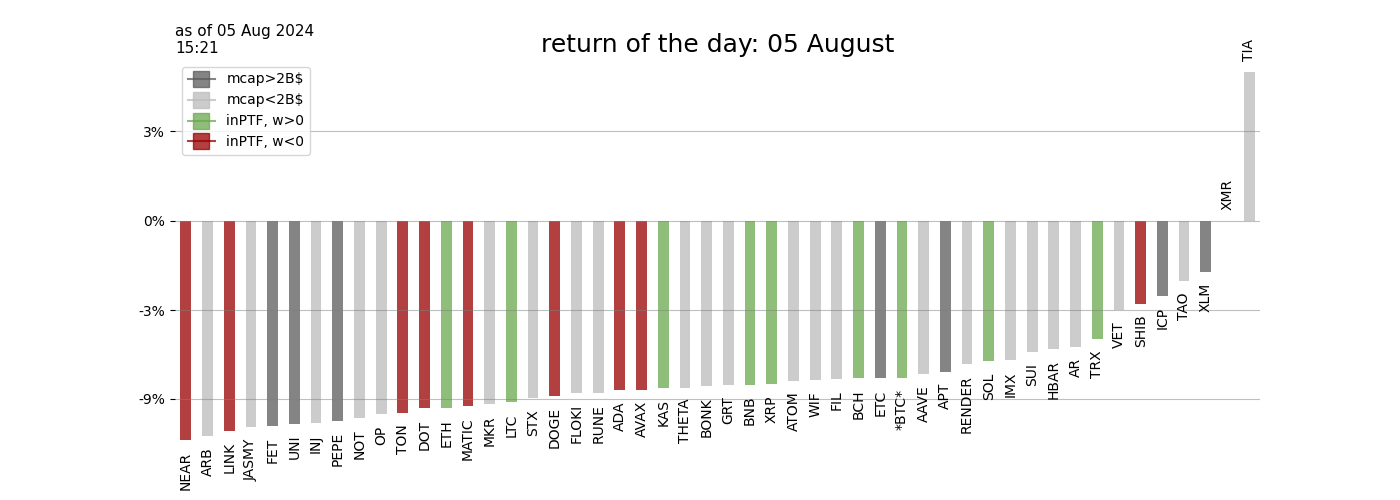 as of 05 Aug 2024
15:21
return of the day: 05 August
mcap>2B$
mcap<2B$
inPTF, w>0
inPTF, w<0
3%
0%
-3%
-9%
NEAR
ARB
LINK
JASMY
FET
UNI
INJ
PEPE
NOT
OP
TON
DOT
ETH
MATIC
MKR
LTC
STX
DOGE
FLOKI
RUNE
ADA
AVAX
KAS
THETA
BONK
GRT
BNB
XRP
ATOM
WIF
FIL
BCH
ETC
*BTC*
AAVE
APT
RENDER
SOL
IMX
SUI
HBAR
AR
TRX
VET
SHIB
ICP
TAO
XLM
XMR
TIA